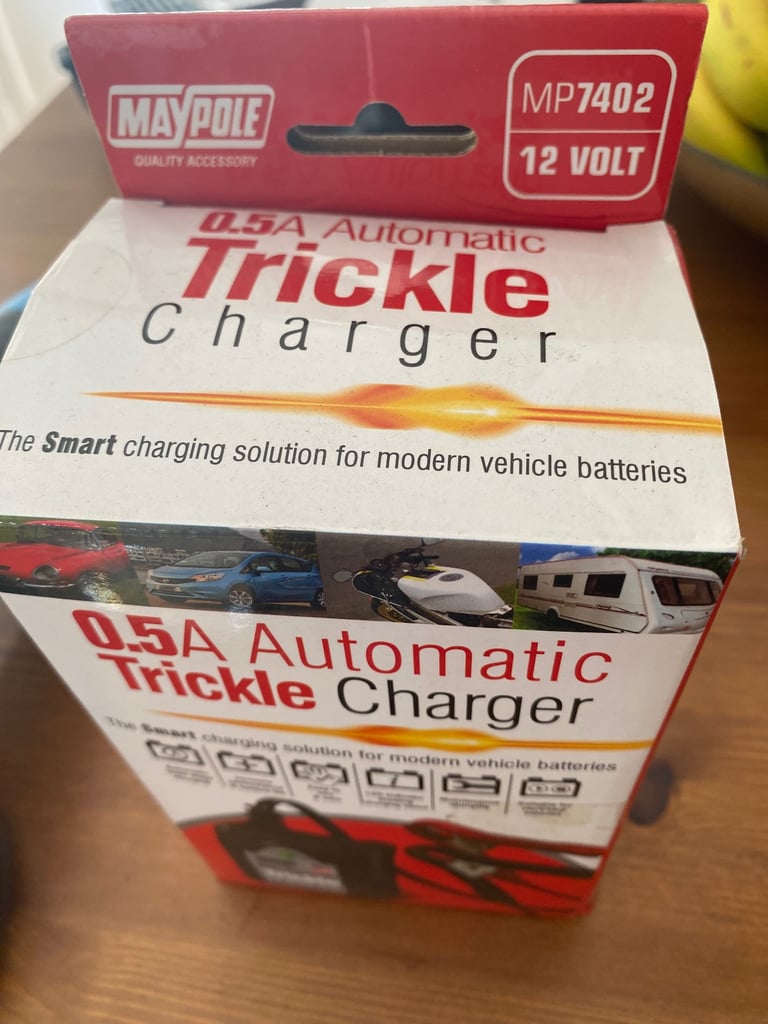 MAYPOLE
QUALITY ACCESSORY
MP7402
12 VOLT
0.5A Automatic
Trickle
Charger
The Smart charging solution for modern vehicle batteries
0.5A Automatic
Trickle Charger
The Smart charging solution for modern vehicle batteries